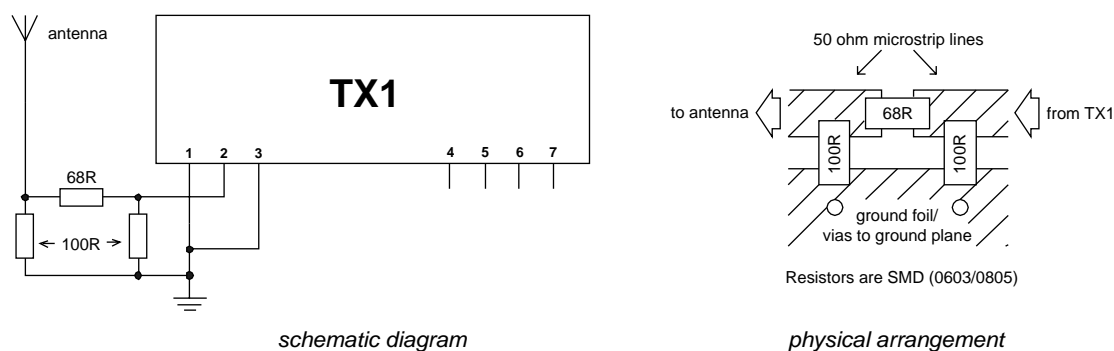 antenna
TX1
1 2 3 4 5 6 7
68R
100R
schematic diagram
50 ohm microstrip lines
to antenna
68R
from TX1
100R
100R
ground foil/
vias to ground plane
Resistors are SMD (0603/0805)
physical arrangement